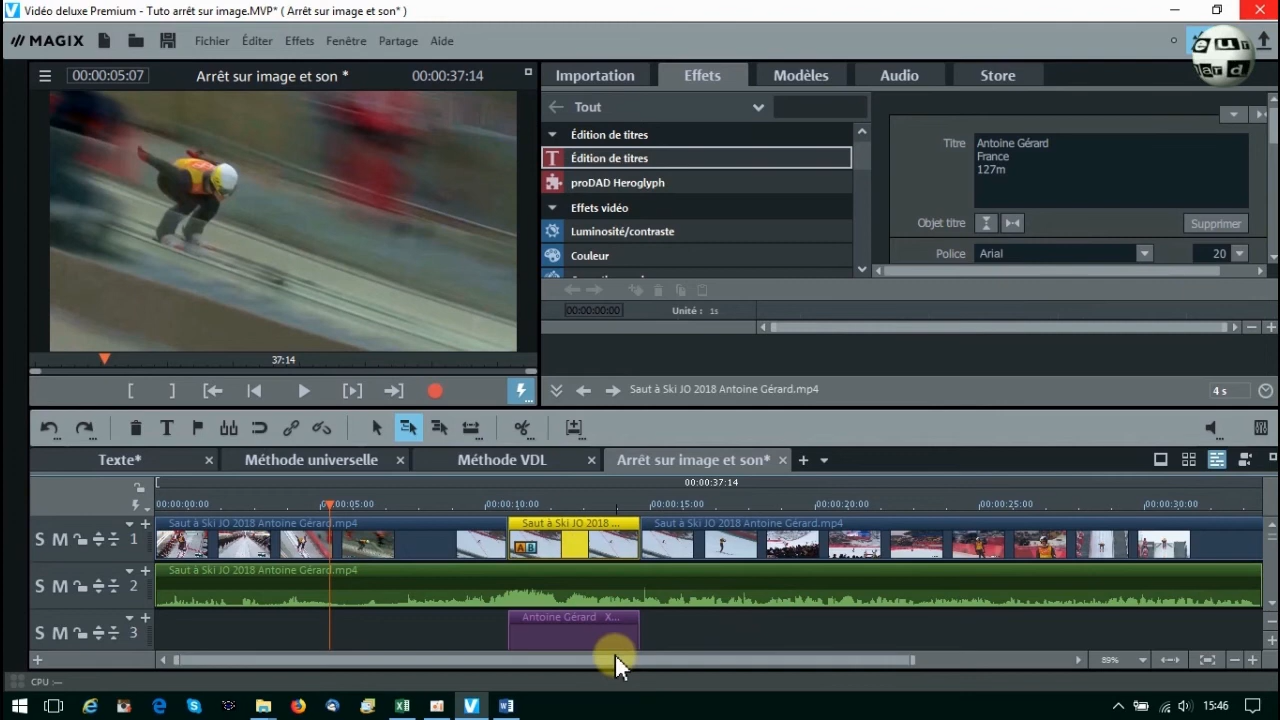 Vidéo deluxe Premium - Tuto arrêt sur image.MVP* ( Arrêt sur image et son* )
MAGIX
Fichier Éditer Effets Fenêtre Partage Aide
00:00:05:07 Arrêt sur image et son * 00:00:37:14
Importation Effets Modèles Audio Store
Tout
Édition de titres
Édition de titres
proDAD Heroglyph
Effets vidéo
Luminosité/contraste
Couleur
Titre
Antoine Gérard
France
127m
Objet titre
Supprimer
Police Arial 20
00:00:00:00 Unité : 1s
37:14
Saut à Ski JO 2018 Antoine Gérard.mp4 4 s
Texte* Méthode universelle Méthode VDL Arrêt sur image et son*
00:00:37:14
00:00:00:00 00:00:05:00 00:00:10:00 00:00:15:00 00:00:20:00 00:00:25:00 00:00:30:00
Saut à Ski JO 2018 Antoine Gérard.mp4 Saut à Ski JO 2018 ... Saut à Ski JO 2018 Antoine Gérard.mp4
S M 1
A B
Saut à Ski JO 2018 Antoine Gérard.mp4
S M 2
Antoine Gérard X...
S M 3
89%
CPU :--
15:46